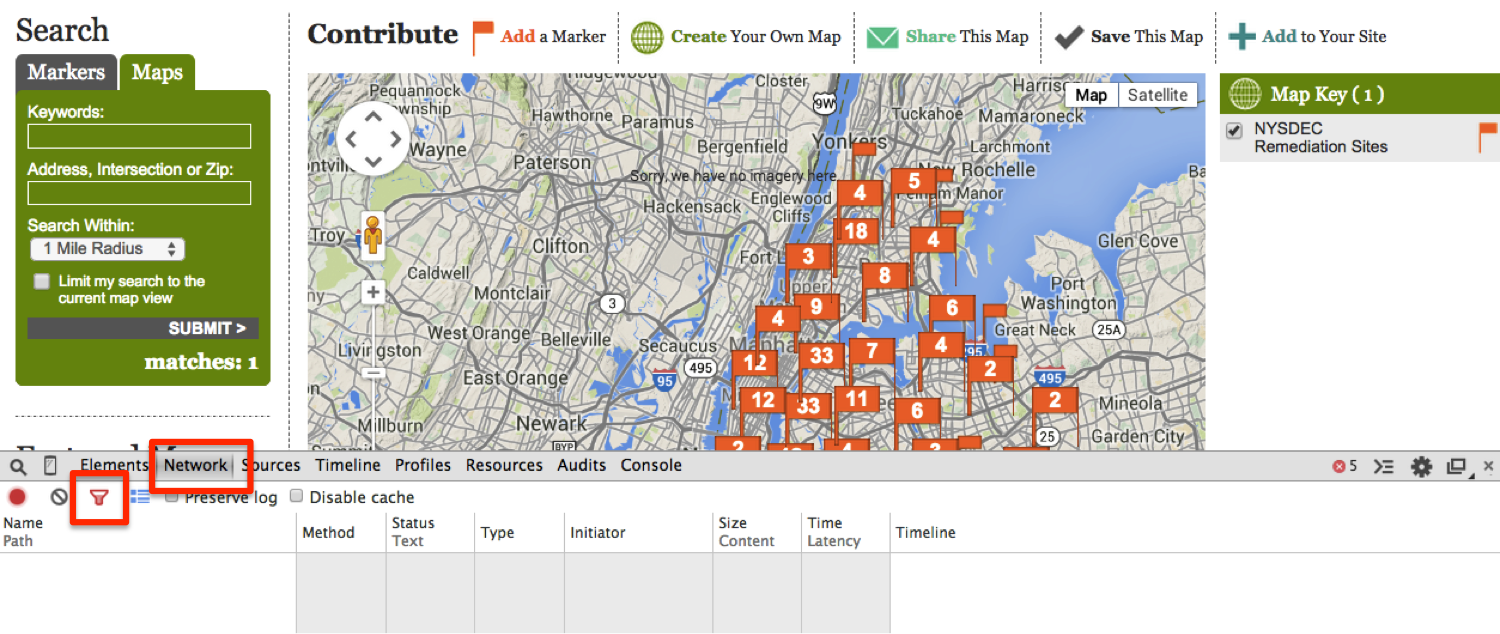 Search
Contribute
Add a Marker
Create Your Own Map
Share This Map
Save This Map
Add to Your Site
Markers
Maps
Keywords:
Address, Intersection or Zip:
Search Within:
1 Mile Radius
Limit my search to the
current map view
SUBMIT >
matches: 1
Closter
Pequannock
Township
Hawthorne
Paramus
9W
Tuckahoe
Mamaroneck
Map
Satellite
Wayne
Bergenfield
Yonkers
Larchmont
Paterson
Sorry, we have no imagery here.
New Rochelle
Pelham Manor
Hackensack
Englewood
Cliffs
4
5
18
4
Troy
Clifton
Fort L
3
Glen Cove
Caldwell
8
Upper
Port
Washington
Montclair
3
9
6
4
Great Neck
25A
West Orange
Belleville
Secaucus
Manhattan
4
95
Livingston
495
12
33
7
2
East Orange
95
495
12
33
11
6
2
Mineola
Newark
Millburn
BYP
25
Garden City
2
4
3
Map Key ( 1 )
NYSDEC
Remediation Sites
Elements
Network
Sources
Timeline
Profiles
Resources
Audits
Console
5
Preserve log
Disable cache
Name
Path
Method
Status
Text
Type
Initiator
Size
Content
Time
Latency
Timeline